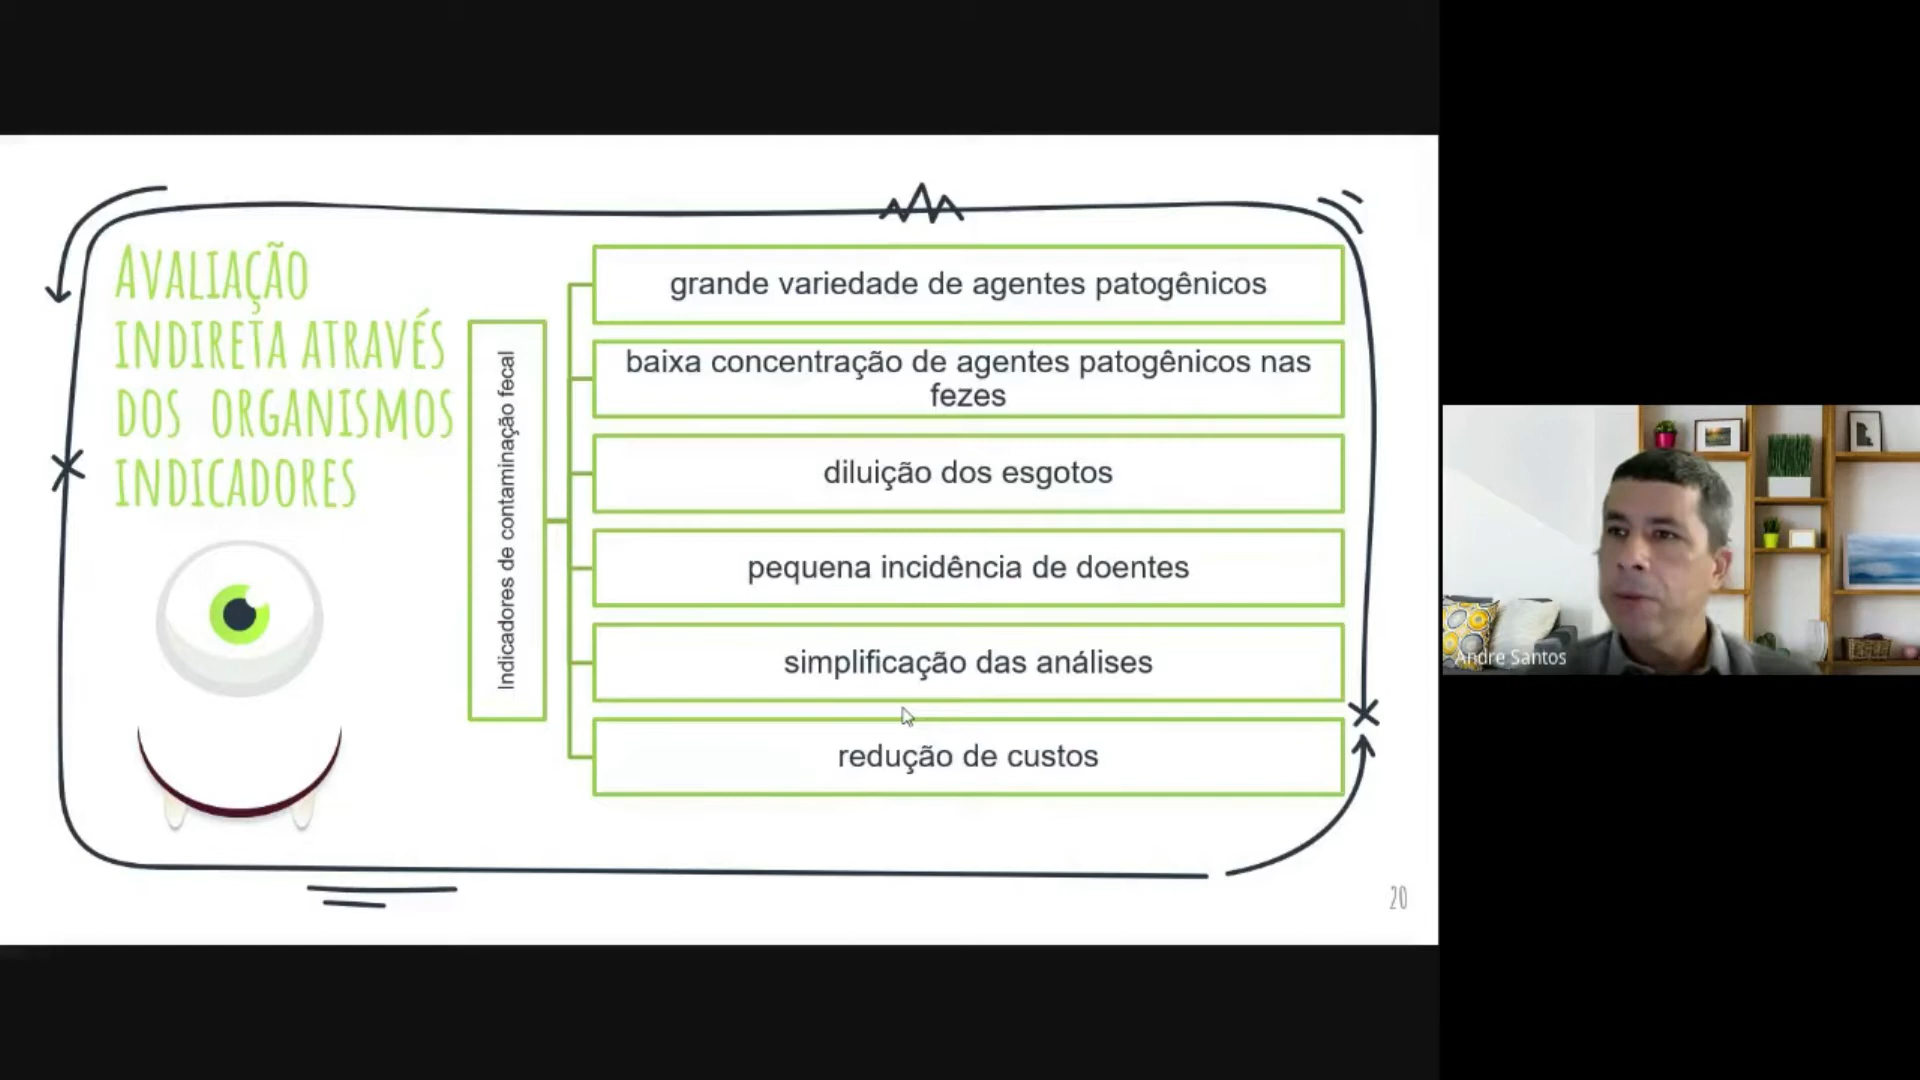 AVALIAÇÃO
INDIRETA ATRAVÉS
DOS ORGANISMOS
INDICADORES
Indicadores de contaminação fecal
grande variedade de agentes patogênicos
baixa concentração de agentes patogênicos nas
fezes
diluição dos esgotos
pequena incidência de doentes
simplificação das análises
redução de custos
20
Andre Santos